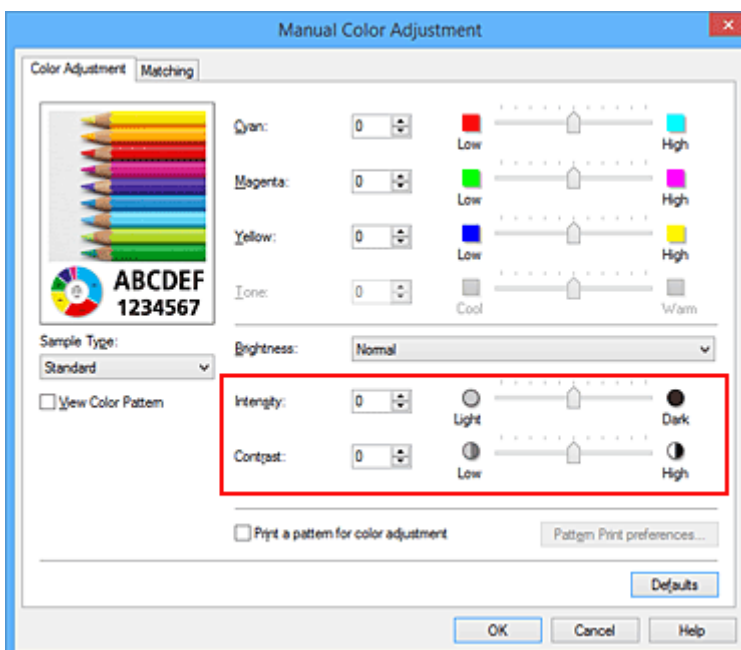 Manual Color Adjustment
Color Adjustment Matching
Cyan: 0 Low High
Magenta: 0 Low High
Yellow: 0 Low High
Tone: 0 Cool Warm
ABCDEF
1234567
Sample Type:
Standard
View Color Pattern
Brightness: Normal
Intensity: 0 Light Dark
Contrast: 0 Low High
Print a pattern for color adjustment Pattern Print preferences...
Defaults
OK Cancel Help